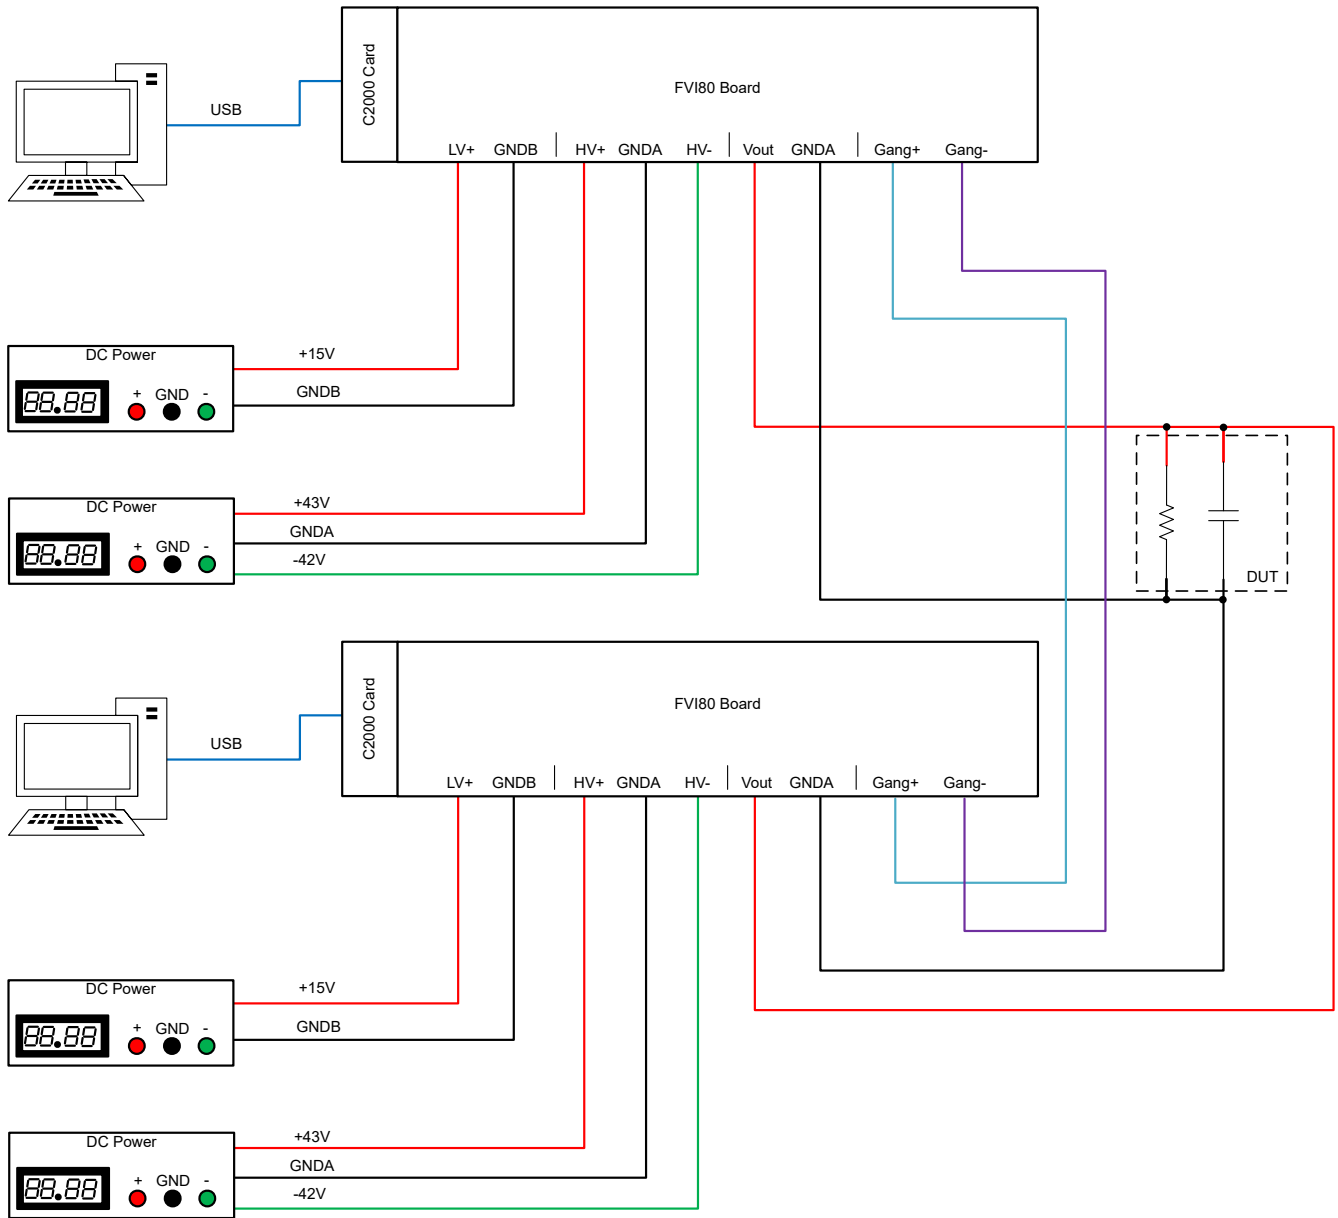 C2000 Card
FVI80 Board
USB
LV+ GNDB HV+ GNDA HV- Vout GNDA Gang+ Gang-
DC Power
+15V
GNDB
88.88
+ GND -
DC Power
+43V
GNDA
-42V
88.88
+ GND -
DUT
C2000 Card
FVI80 Board
USB
LV+ GNDB HV+ GNDA HV- Vout GNDA Gang+ Gang-
DC Power
+15V
GNDB
88.88
+ GND -
DC Power
+43V
GNDA
-42V
88.88
+ GND -